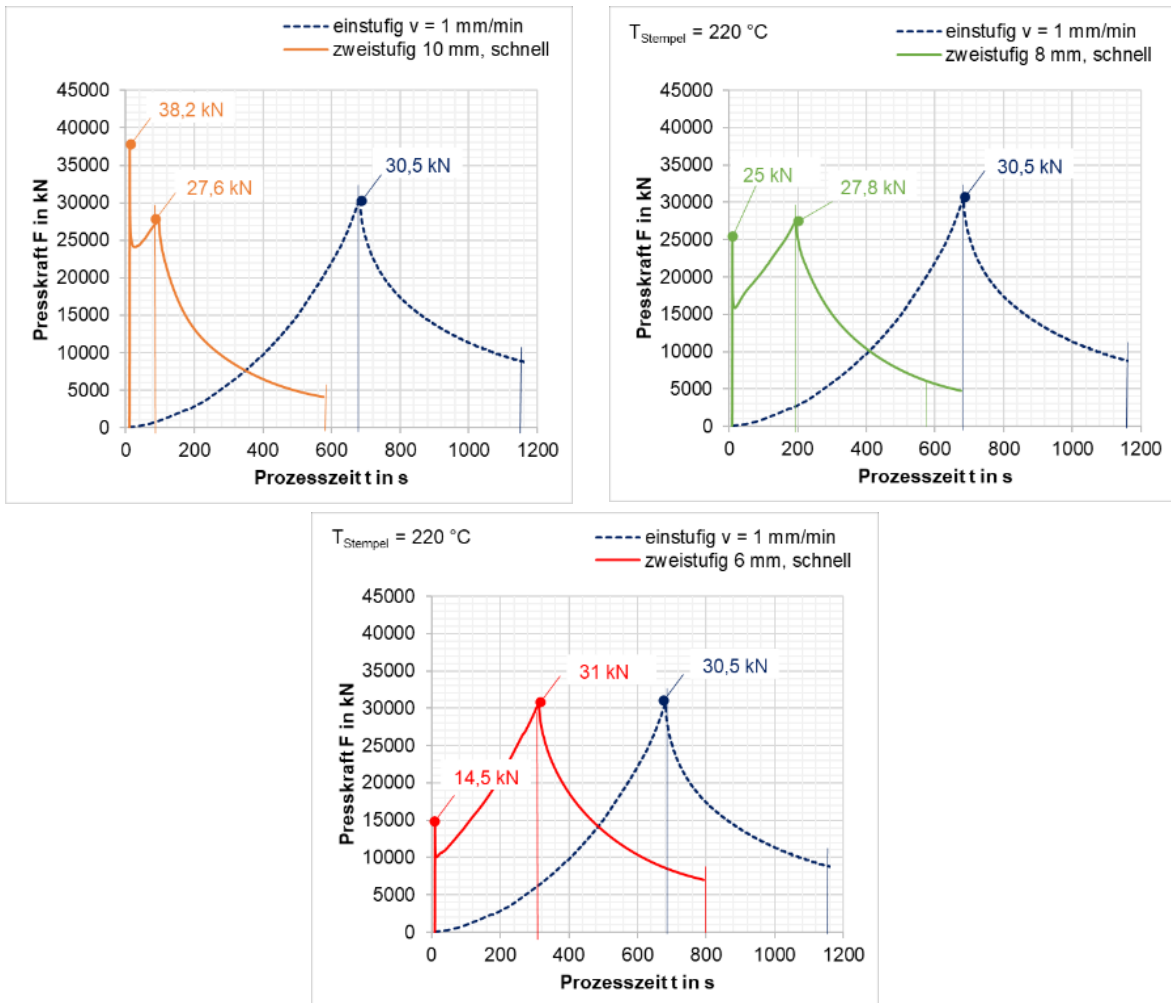 einstufig v = 1 mm/min
zweistufig 10 mm, schnell
45000
40000
35000
30000
25000
20000
15000
10000
5000
0
Presskraft F in kN
38,2 kN
27,6 kN
30,5 kN
0 200 400 600 800 1000 1200
Prozesszeit t in s
TStempel = 220 °C
einstufig v = 1 mm/min
zweistufig 8 mm, schnell
45000
40000
35000
30000
25000
20000
15000
10000
5000
0
Presskraft F in kN
25 kN
27,8 kN
30,5 kN
0 200 400 600 800 1000 1200
Prozesszeit t in s
TStempel = 220 °C
einstufig v = 1 mm/min
zweistufig 6 mm, schnell
45000
40000
35000
30000
25000
20000
15000
10000
5000
0
Presskraft F in kN
14,5 kN
31 kN
30,5 kN
0 200 400 600 800 1000 1200
Prozesszeit t in s